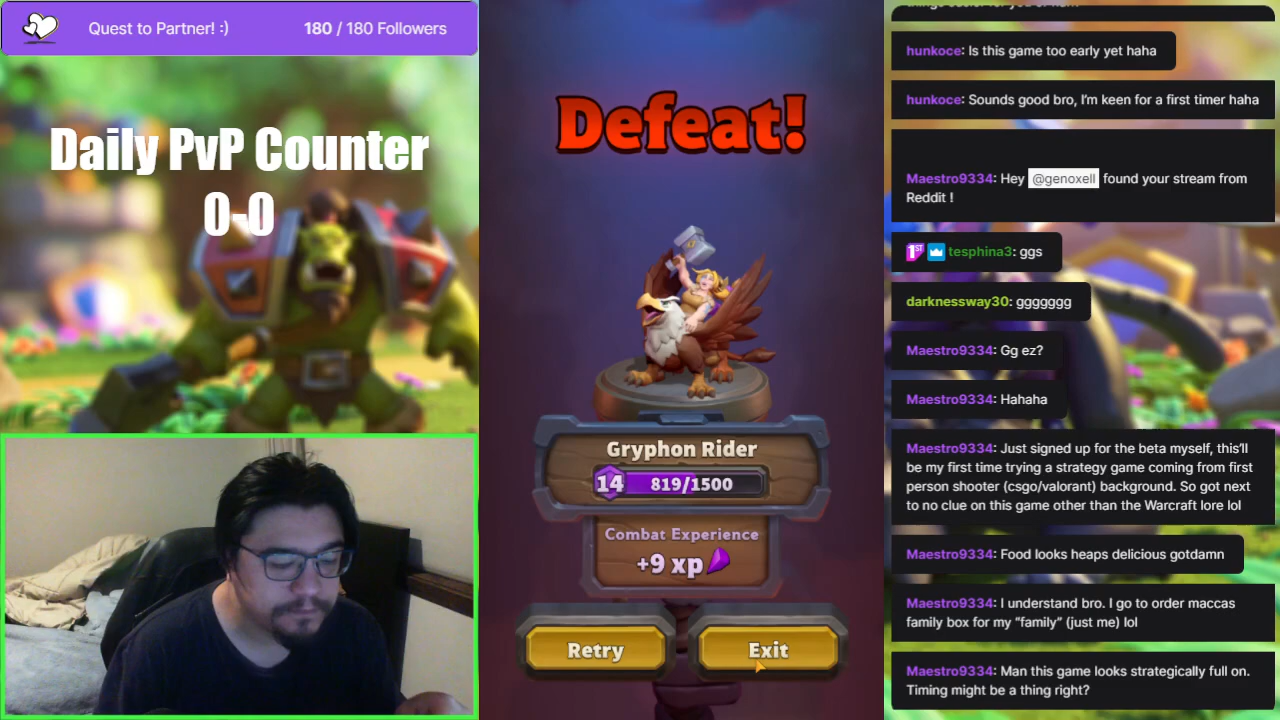 Quest to Partner! :)
180 / 180 Followers
Daily PvP Counter
0-0
Defeat!
Gryphon Rider
14
819/1500
Combat Experience
+9 xp
Retry
Exit
hunkoce: Is this game too early yet haha
hunkoce: Sounds good bro, I'm keen for a first timer haha
Maestro9334: Hey @genoxell found your stream from
Reddit !
1ST tesphina3: ggs
darknessway30: ggggggg
Maestro9334: Gg ez?
Maestro9334: Hahaha
Maestro9334: Just signed up for the beta myself, this'll
be my first time trying a strategy game coming from first
person shooter (csgo/valorant) background. So got next
to no clue on this game other than the Warcraft lore lol
Maestro9334: Food looks heaps delicious gotdamn
Maestro9334: I understand bro. I go to order maccas
family box for my "family" (just me) lol
Maestro9334: Man this game looks strategically full on.
Timing might be a thing right?